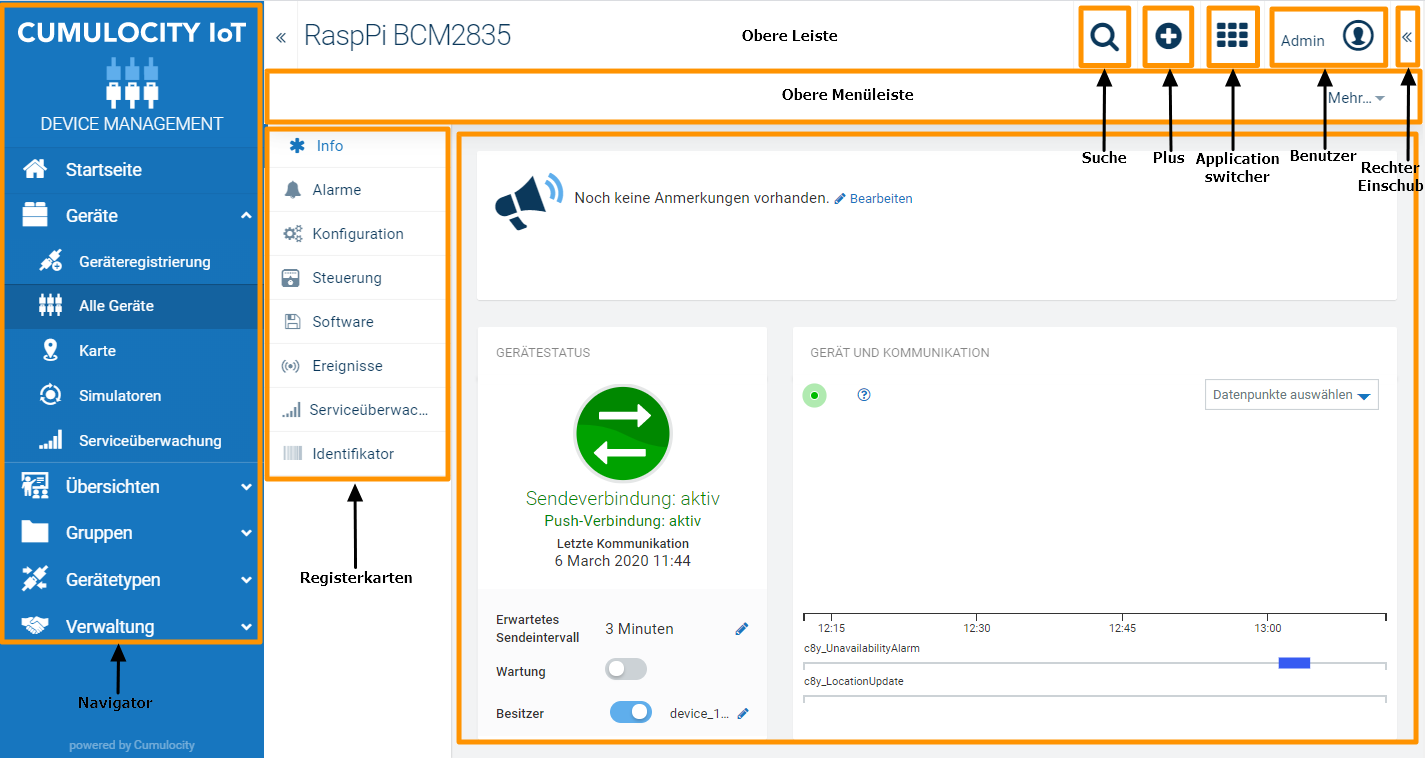 CUMULOCITY IoT
DEVICE MANAGEMENT
Startseite
Geräte
Geräteregistrierung
Alle Geräte
Karte
Simulatoren
Serviceüberwachung
Übersichten
Gruppen
Gerätetypen
Verwaltung
Navigator
powered by Cumulocity
« RaspPi BCM2835
Obere Leiste
Admin
«
Obere Menüleiste
Mehr...
Suche
Plus
Application
switcher
Benutzer
Rechter
Einschub
Info
Alarme
Konfiguration
Steuerung
Software
Ereignisse
Serviceüberwac...
Identifikator
Registerkarten
Noch keine Anmerkungen vorhanden. Bearbeiten
GERÄTESTATUS
Sendeverbindung: aktiv
Push-Verbindung: aktiv
Letzte Kommunikation
6 March 2020 11:44
Erwartetes
Sendeintervall
3 Minuten
Wartung
Besitzer
device_1...
GERÄT UND KOMMUNIKATION
?
Datenpunkte auswählen
12:15 12:30 12:45 13:00
c8y_UnavailabilityAlarm
c8y_LocationUpdate